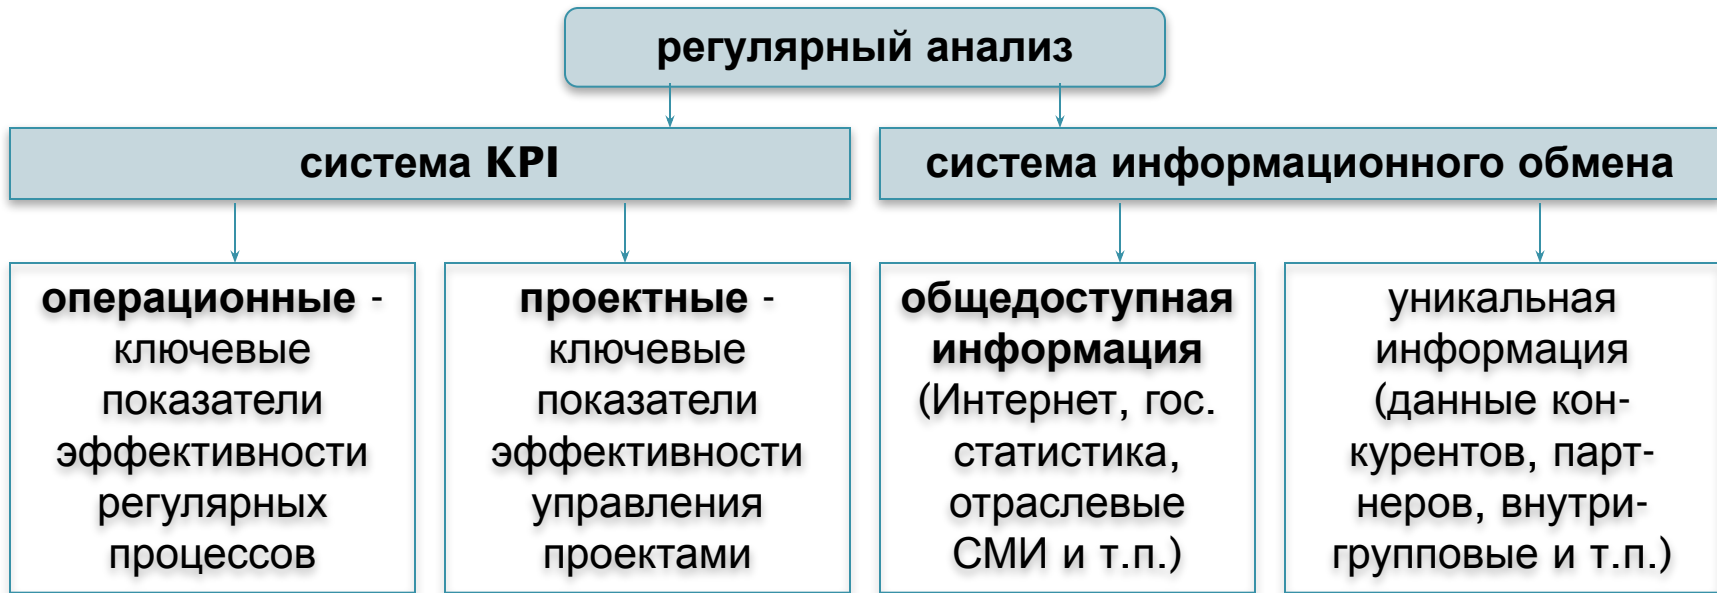 регулярный анализ
система KPI
система информационного обмена
операционные -
ключевые
показатели
эффективности
регулярных
процессов
проектные -
ключевые
показатели
эффективности
управления
проектами
общедоступная
информация
(Интернет, гос.
статистика,
отраслевые
СМИ и т.п.)
уникальная
информация
(данные кон-
курентов, парт-
неров, внутри-
групповые и т.п.)